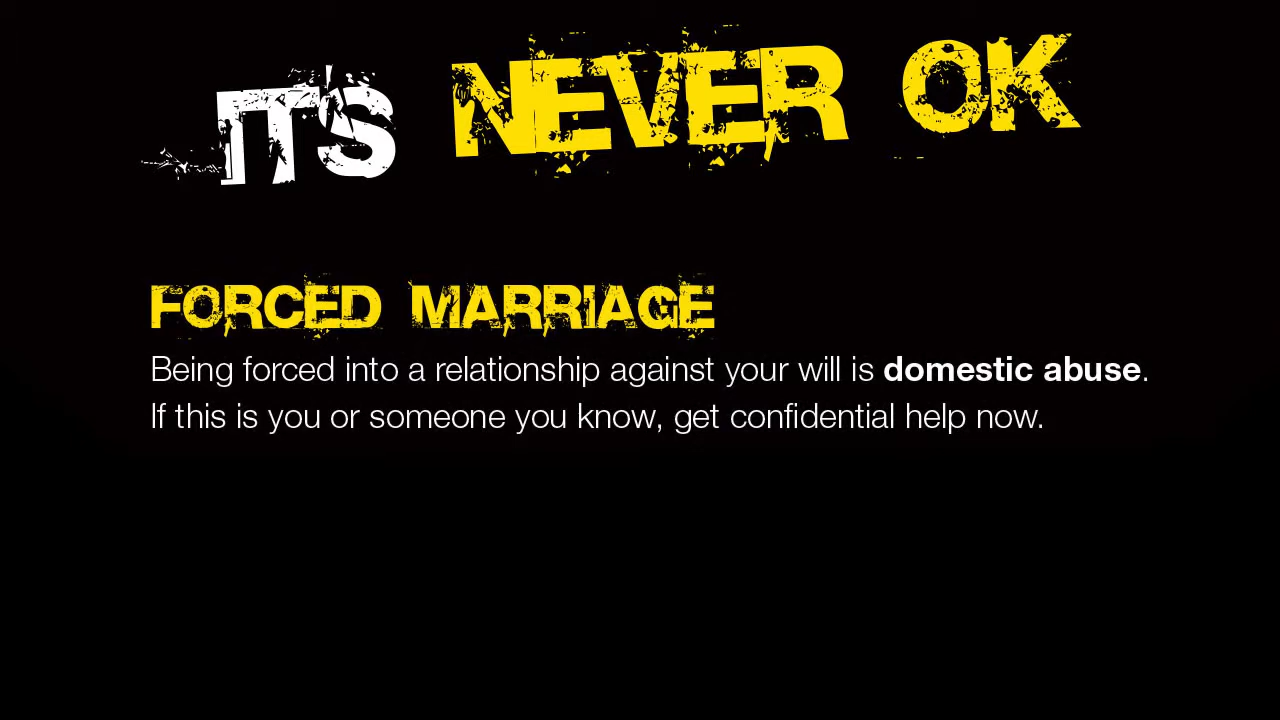 IT'S NEVER OK
FORCED MARRIAGE
Being forced into a relationship against your will is domestic abuse.
If this is you or someone you know, get confidential help now.